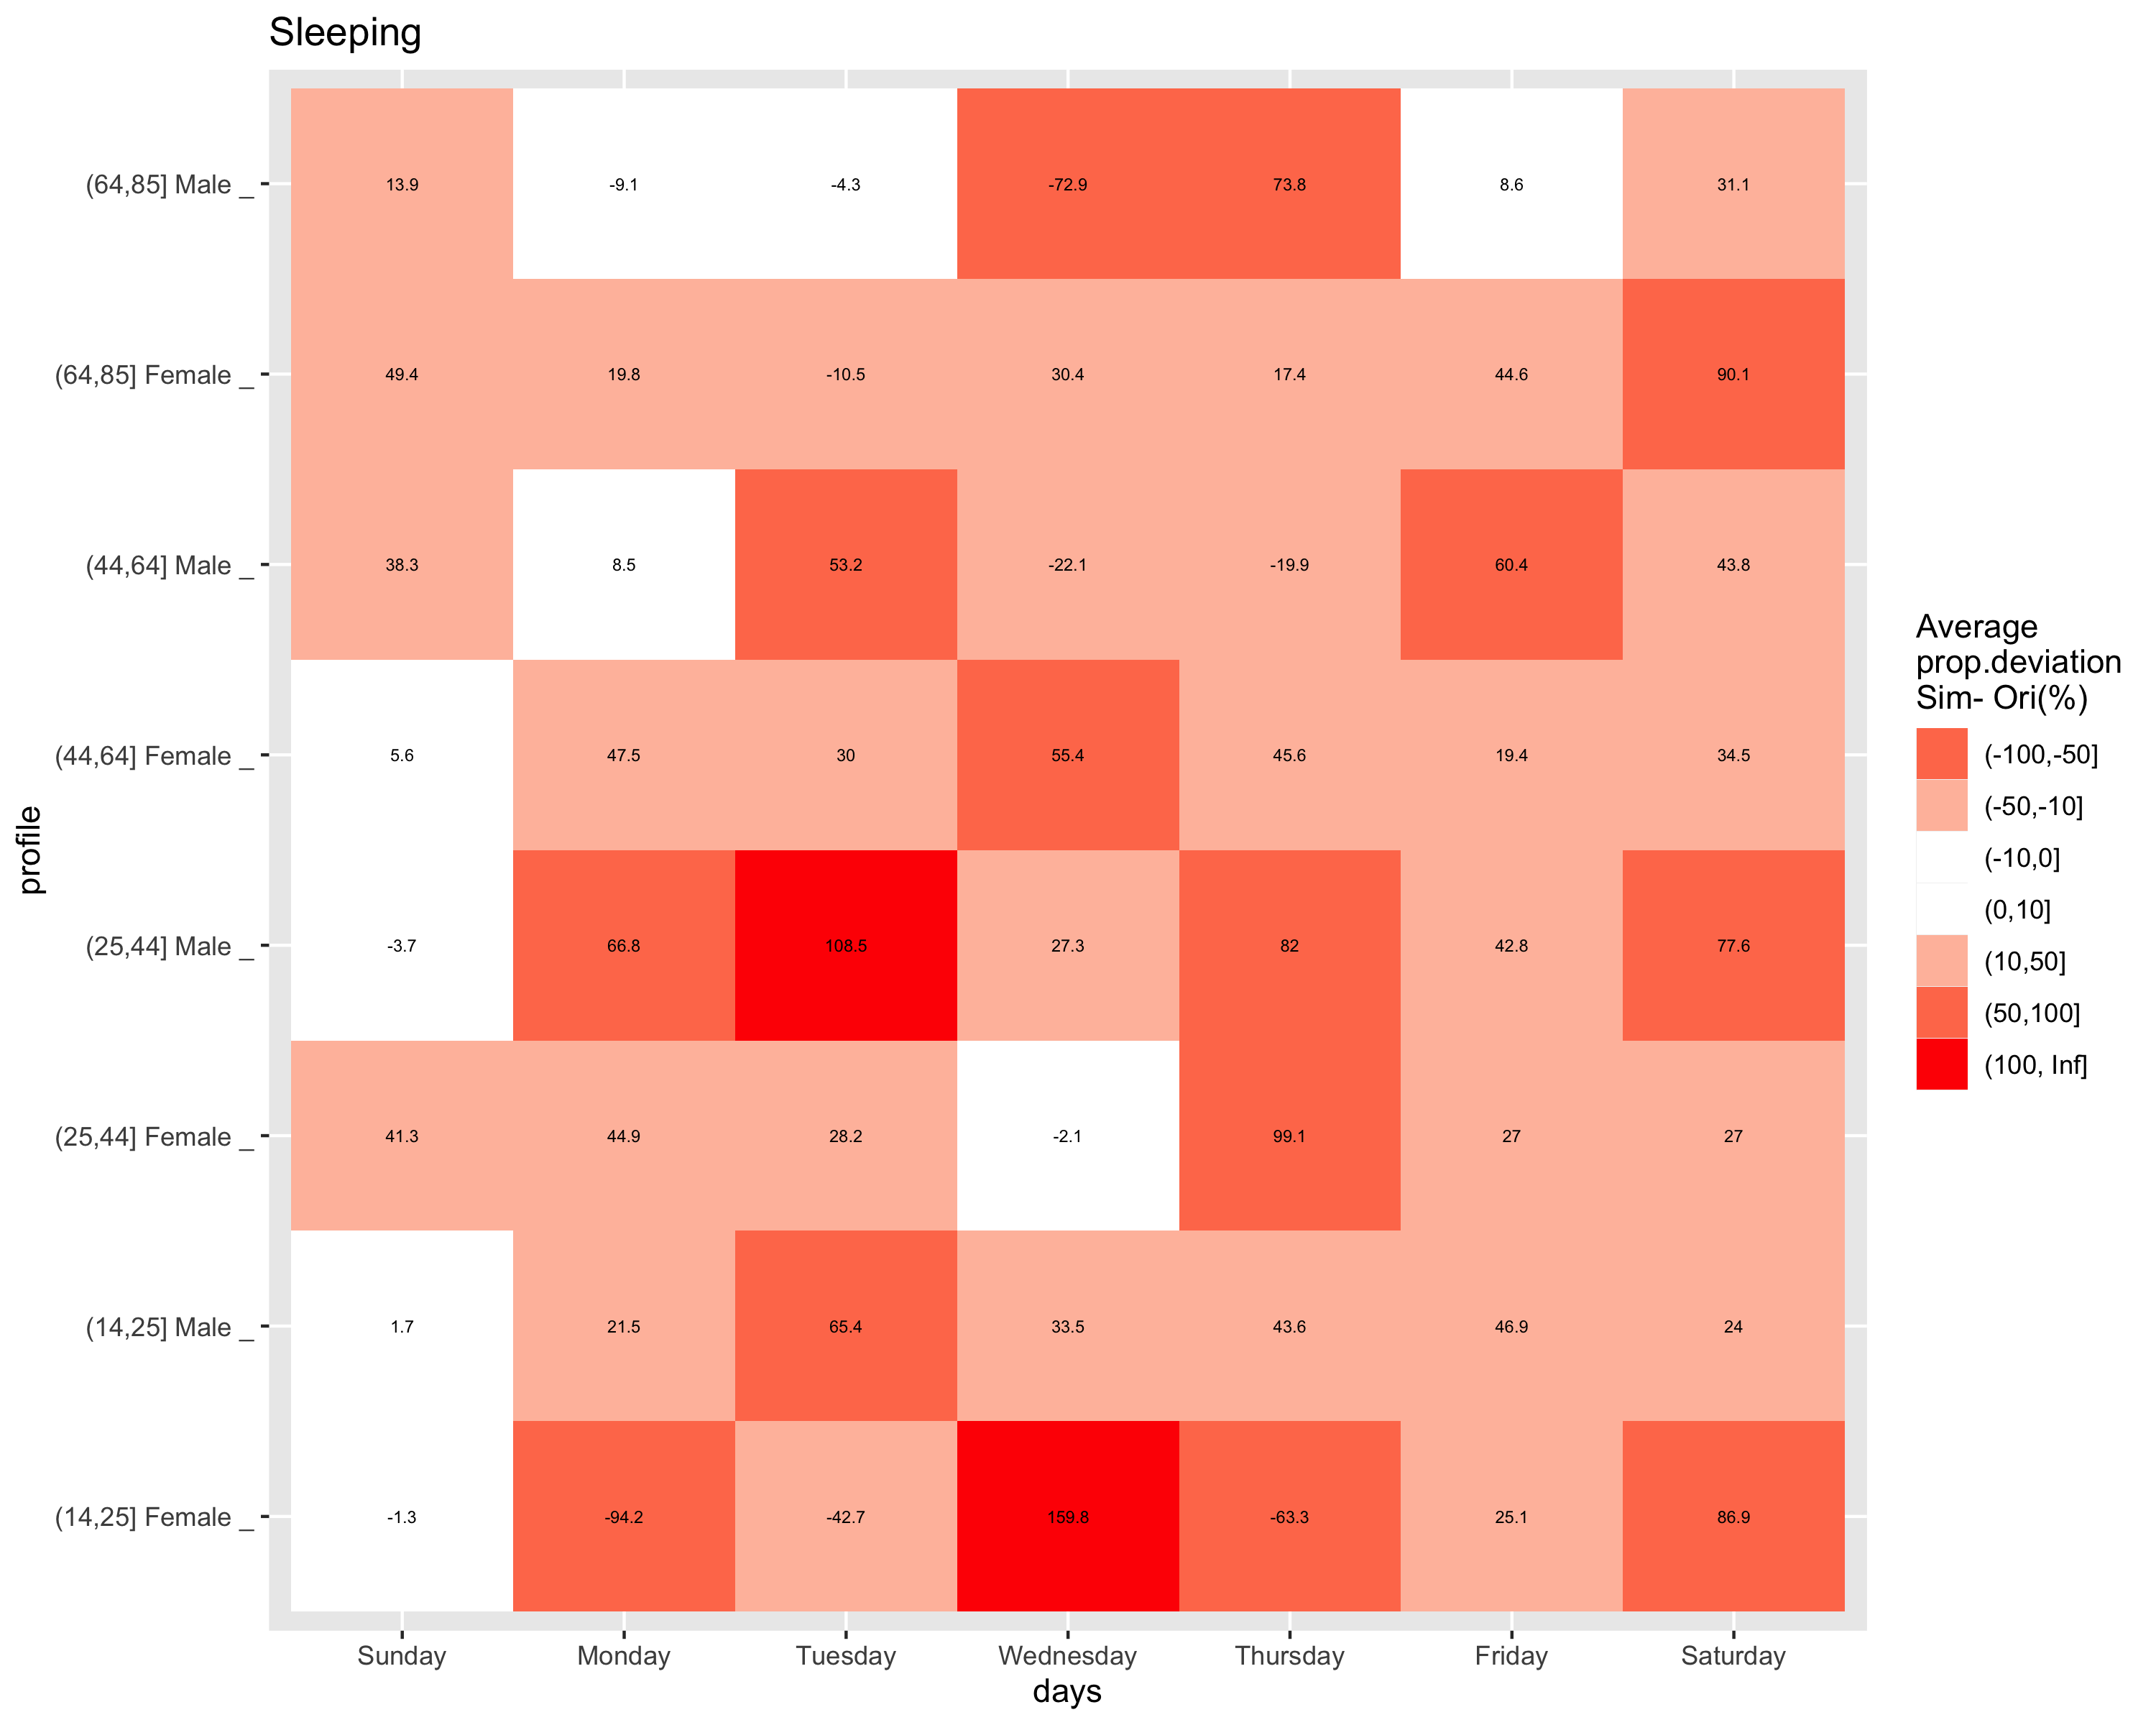 Sleeping
(64,85] Male _ 13.9 -9.1 -4.3 -72.9 73.8 8.6 31.1
(64,85] Female _ 49.4 19.8 -10.5 30.4 17.4 44.6 90.1
(44,64] Male _ 38.3 8.5 53.2 -22.1 -19.9 60.4 43.8
(44,64] Female _ 5.6 47.5 30 55.4 45.6 19.4 34.5
(25,44] Male _ -3.7 66.8 108.5 27.3 82 42.8 77.6
(25,44] Female _ 41.3 44.9 28.2 -2.1 99.1 27 27
(14,25] Male _ 1.7 21.5 65.4 33.5 43.6 46.9 24
(14,25] Female _ -1.3 -94.2 -42.7 159.8 -63.3 25.1 86.9
Sunday Monday Tuesday Wednesday Thursday Friday Saturday
days
profile
Average
prop.deviation
Sim- Ori(%)
(-100,-50]
(-50,-10]
(-10,0]
(0,10]
(10,50]
(50,100]
(100, Inf]